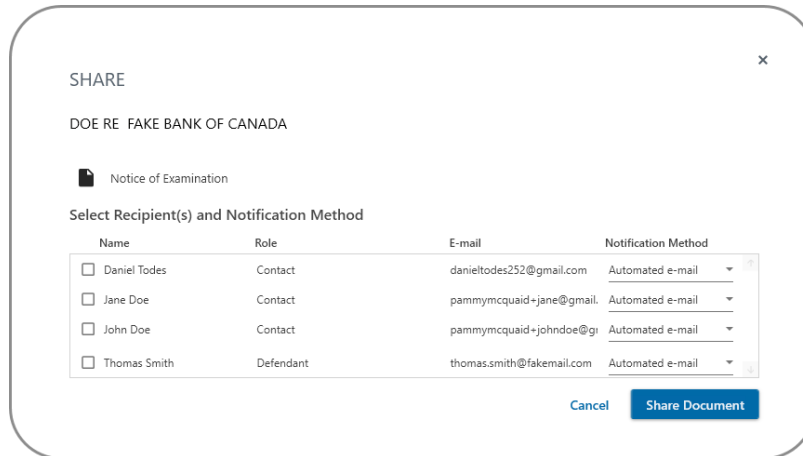 ×
SHARE
DOE RE FAKE BANK OF CANADA
Notice of Examination
Select Recipient(s) and Notification Method
Name Role E-mail Notification Method
Daniel Todes Contact danieltodes252@gmail.com Automated e-mail
Jane Doe Contact pammymcquaid+jane@gmail. Automated e-mail
John Doe Contact pammymcquaid+johndoe@g Automated e-mail
Thomas Smith Defendant thomas.smith@fakemail.com Automated e-mail
Cancel Share Document